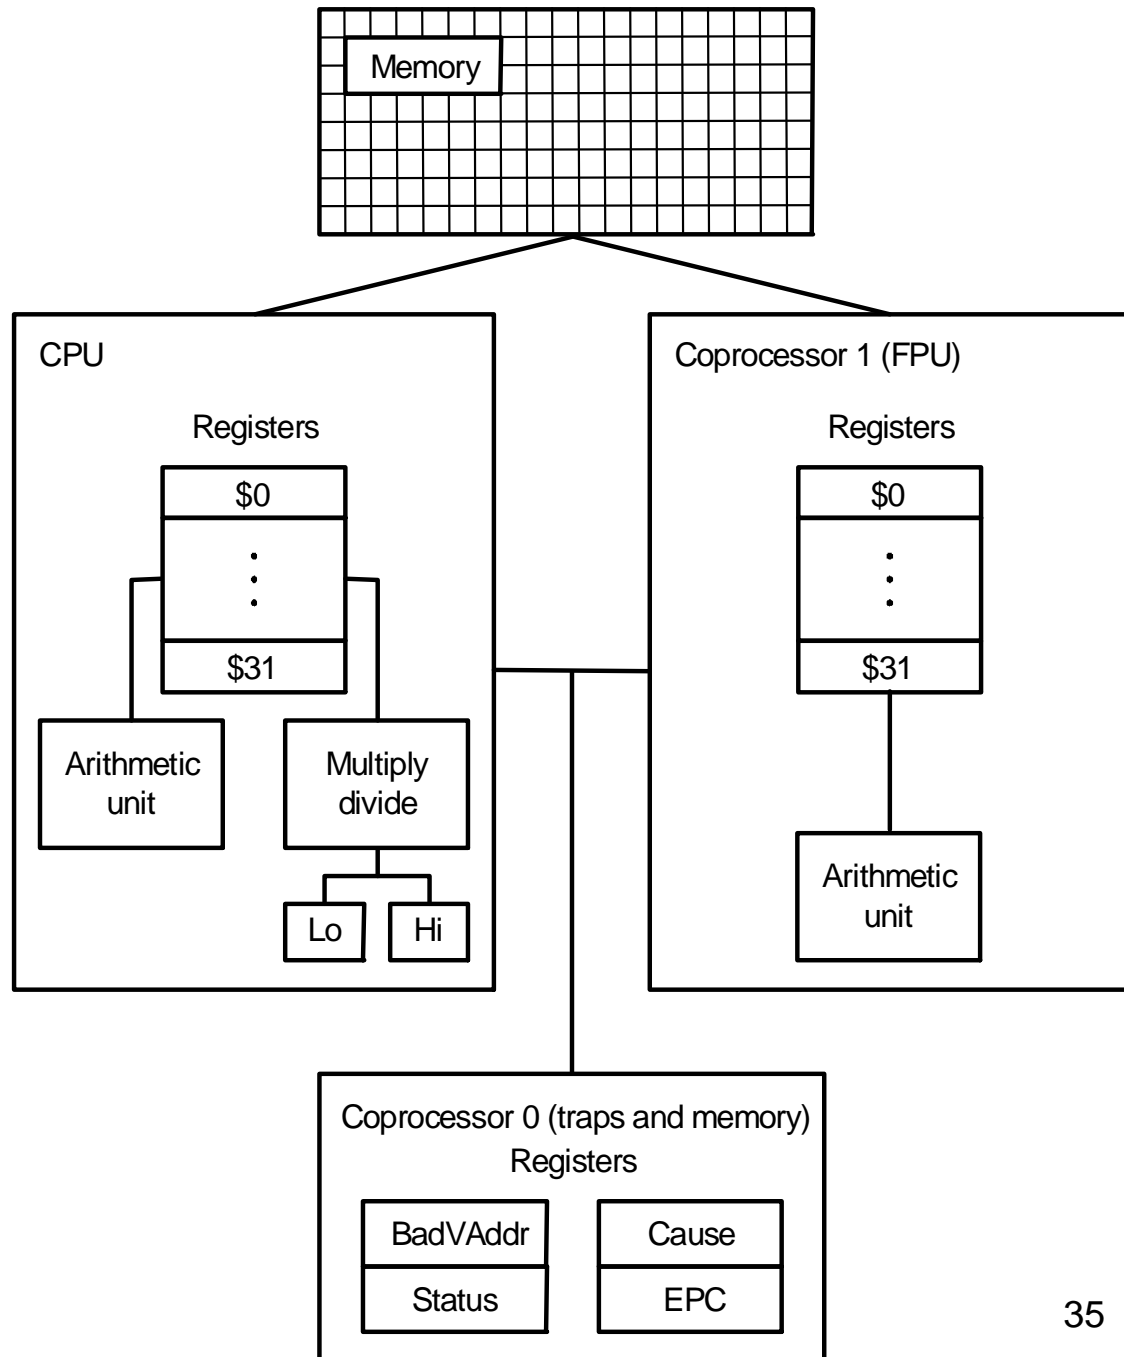 Memory
CPU
Registers
$0
$31
Arithmetic
unit
Multiply
divide
Lo
Hi
Coprocessor 1 (FPU)
Registers
$0
$31
Arithmetic
unit
Coprocessor 0 (traps and memory)
Registers
BadVAddr
Cause
Status
EPC
35